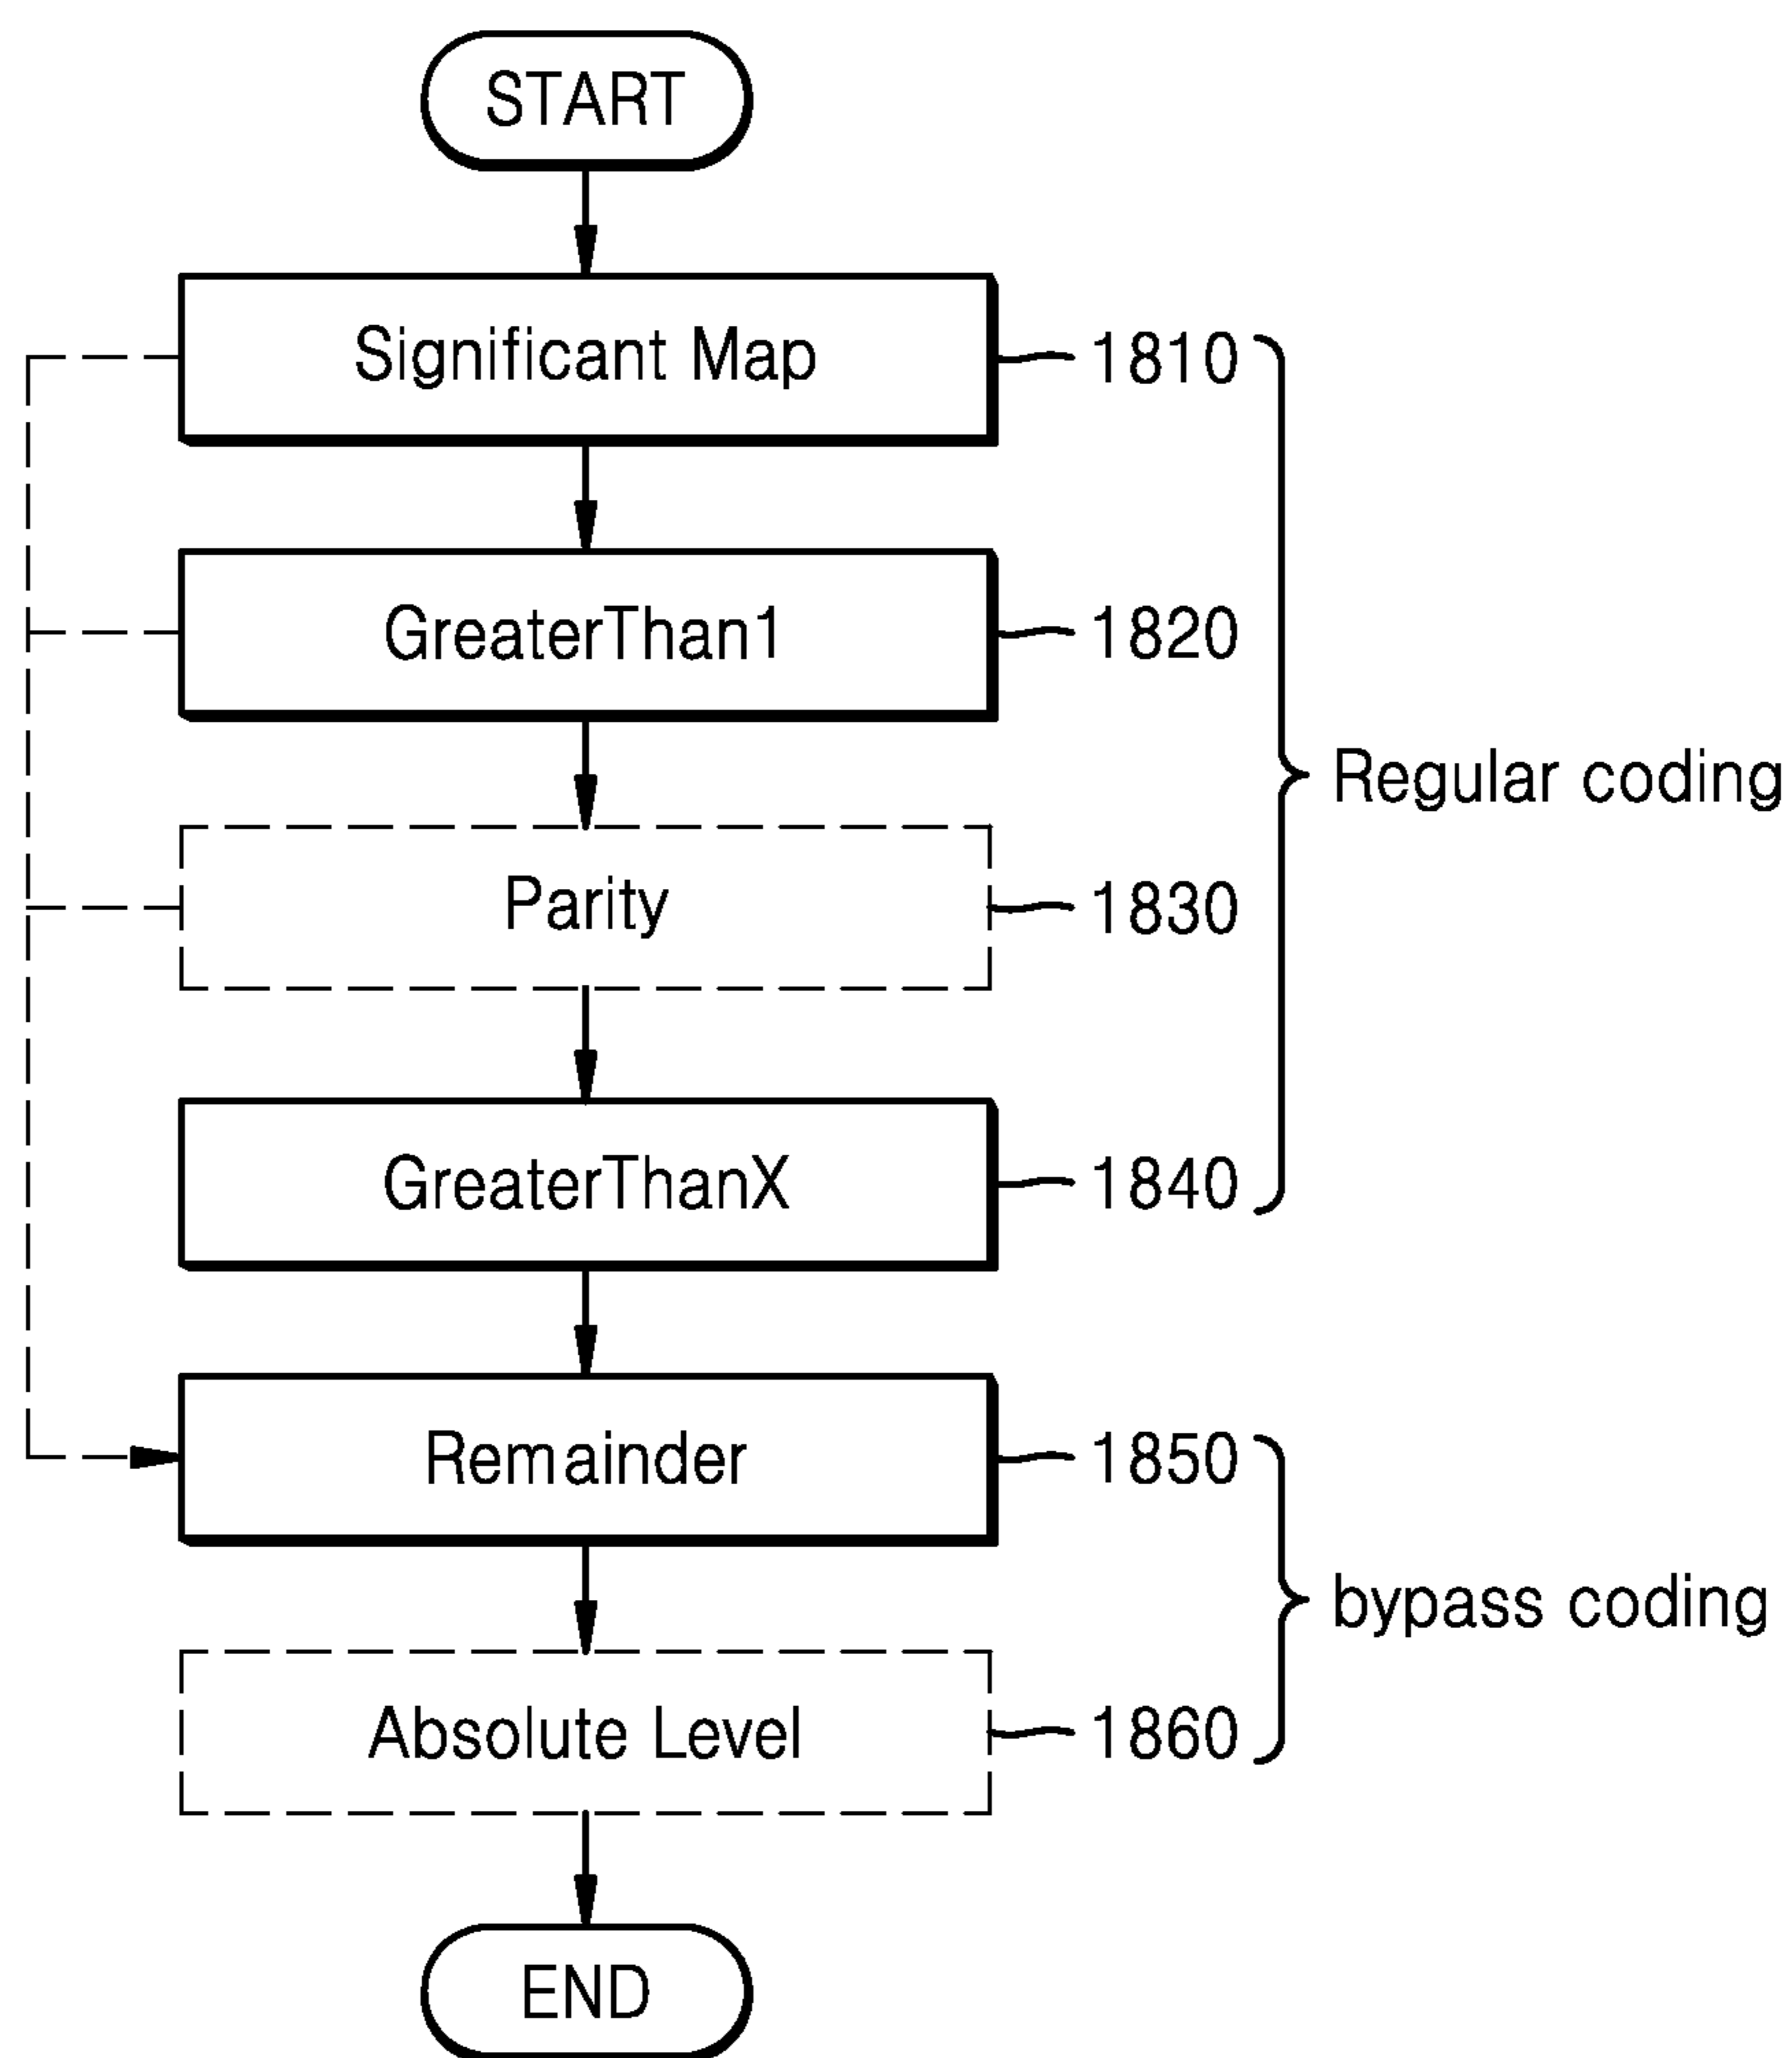 START
Significant Map 1810
GreaterThan1 1820
Regular coding
Parity 1830
GreaterThanX 1840
Remainder 1850
bypass coding
Absolute Level 1860
END